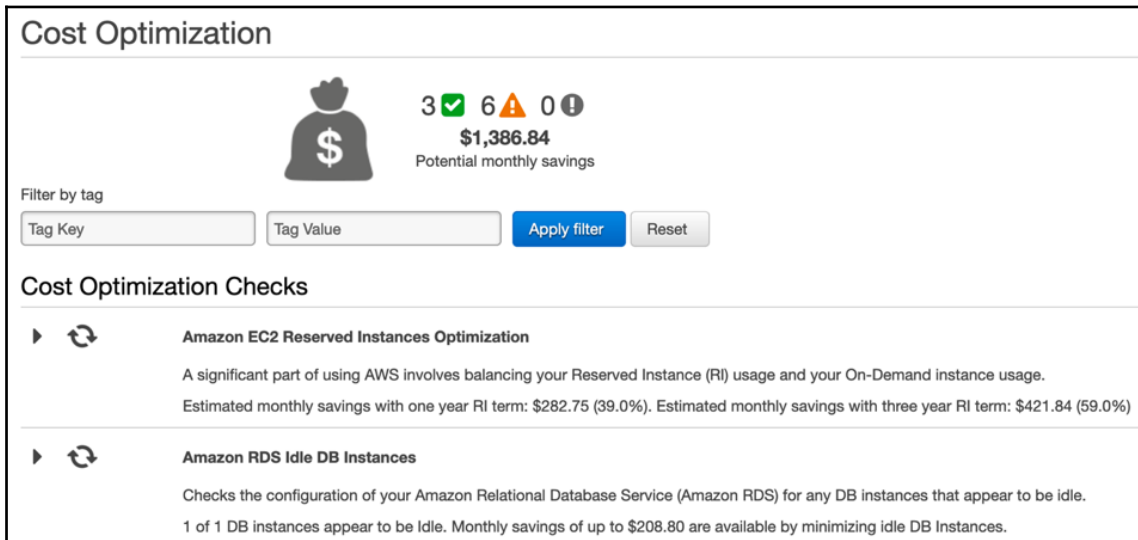 Cost Optimization
$
3 6 0
$1,386.84
Potential monthly savings
Filter by tag
Tag Key Tag Value Apply filter Reset
Cost Optimization Checks
Amazon EC2 Reserved Instances Optimization
A significant part of using AWS involves balancing your Reserved Instance (RI) usage and your On-Demand instance usage.
Estimated monthly savings with one year RI term: $282.75 (39.0%). Estimated monthly savings with three year RI term: $421.84 (59.0%)
Amazon RDS Idle DB Instances
Checks the configuration of your Amazon Relational Database Service (Amazon RDS) for any DB instances that appear to be idle.
1 of 1 DB instances appear to be Idle. Monthly savings of up to $208.80 are available by minimizing idle DB Instances.